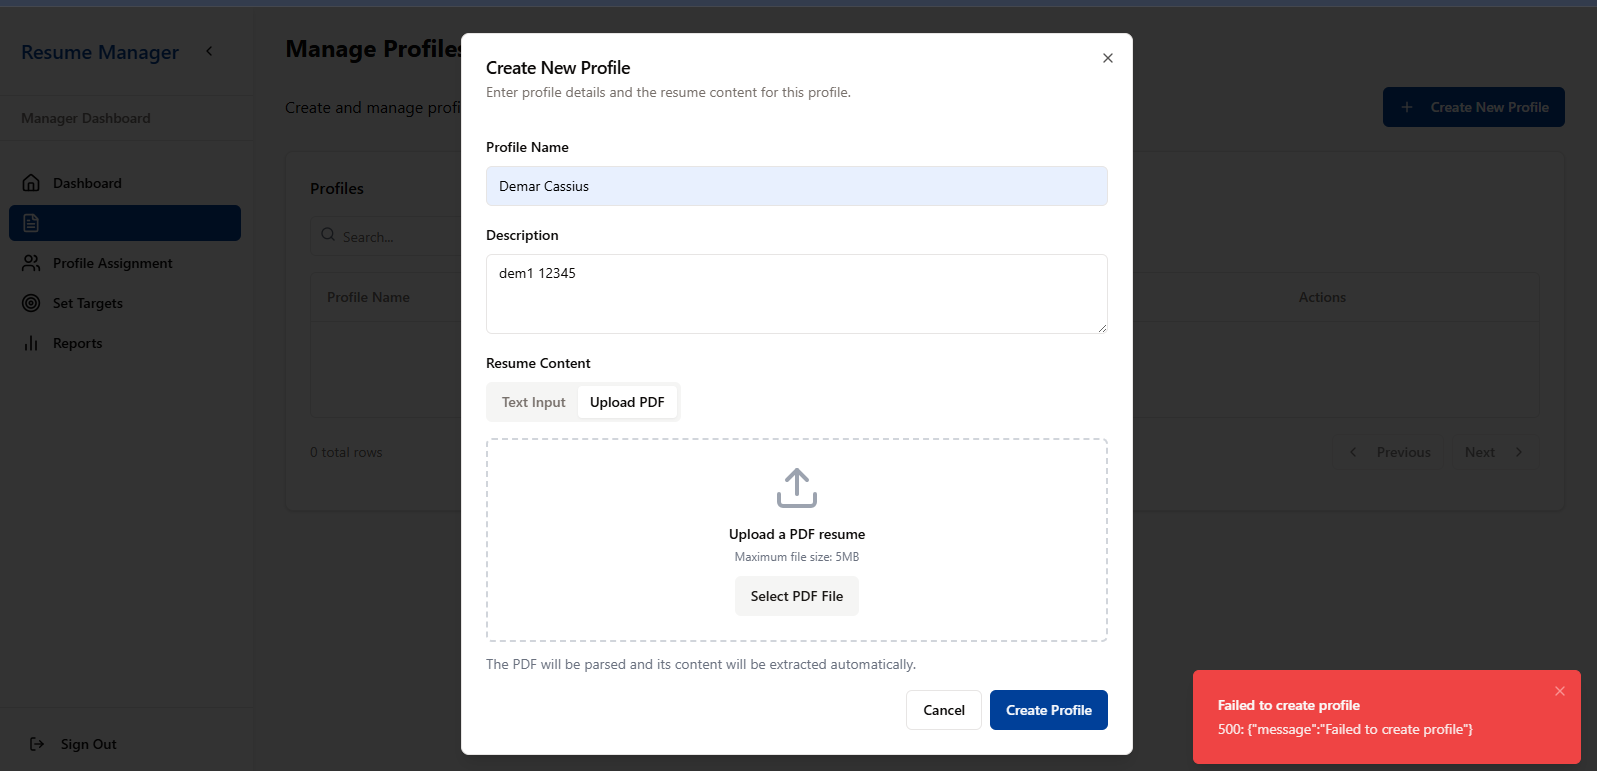 Resume Manager
Manager Dashboard
Dashboard
Profile Assignment
Set Targets
Reports
Sign Out
Manage Profiles
Create and manage profi
Create New Profile
Profiles
Search...
Profile Name
Actions
0 total rows
Previous
Next
Create New Profile
Enter profile details and the resume content for this profile.
Profile Name
Demar Cassius
Description
dem1 12345
Resume Content
Text Input
Upload PDF
Upload a PDF resume
Maximum file size: 5MB
Select PDF File
The PDF will be parsed and its content will be extracted automatically.
Cancel
Create Profile
Failed to create profile
500: {"message":"Failed to create profile"}